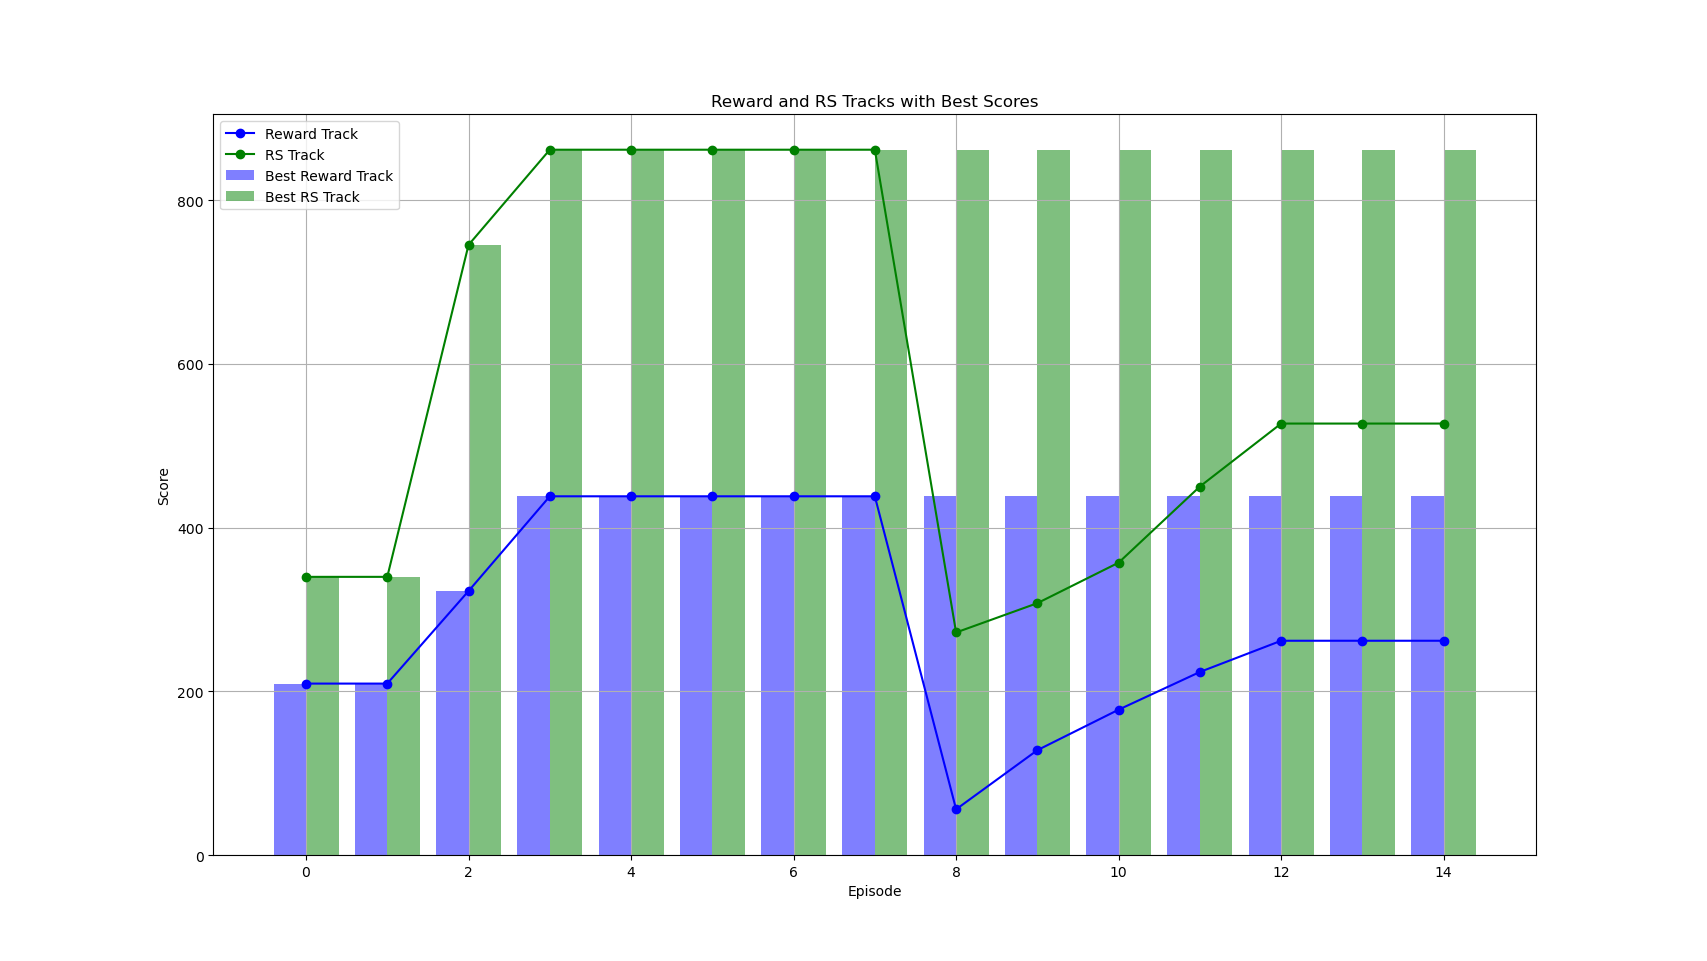 Reward and RS Tracks with Best Scores
Reward Track
RS Track
Best Reward Track
Best RS Track
800
600
400
200
0
Score
0 2 4 6 8 10 12 14
Episode